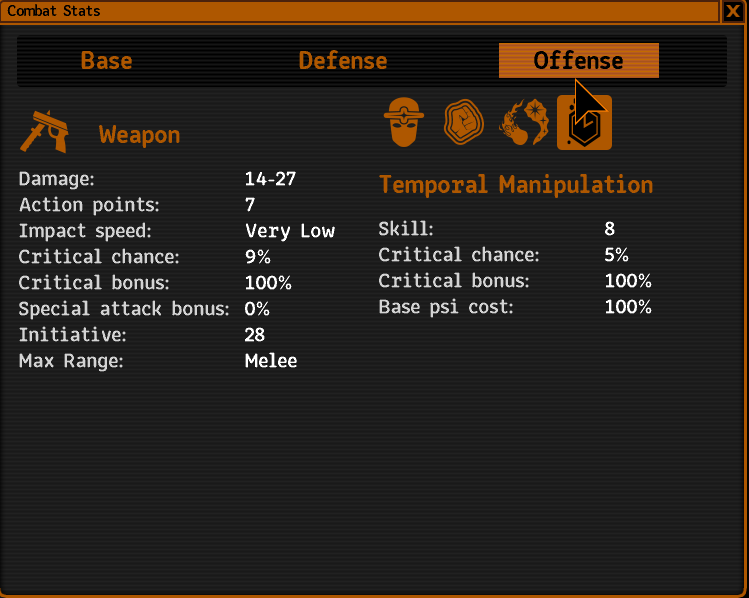 Combat Stats
Base Defense Offense
Weapon
Damage: 14-27
Action points: 7
Impact speed: Very Low
Critical chance: 9%
Critical bonus: 100%
Special attack bonus: 0%
Initiative: 28
Max Range: Melee
Temporal Manipulation
Skill: 8
Critical chance: 5%
Critical bonus: 100%
Base psi cost: 100%